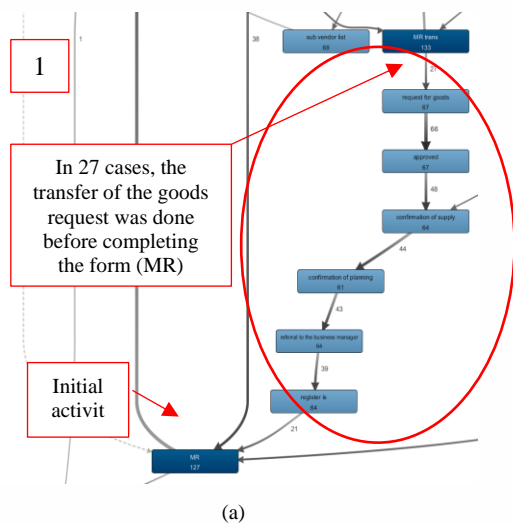 1
1
38
sub vendor list
68
MR trans
133
27
request for goods
67
66
approved
67
48
confirmation of supply
64
44
confirmation of planning
61
43
referral to the business manager
64
39
register is
64
21
MR
127
In 27 cases, the
transfer of the goods
request was done
before completing
the form (MR)
Initial
activit
(a)